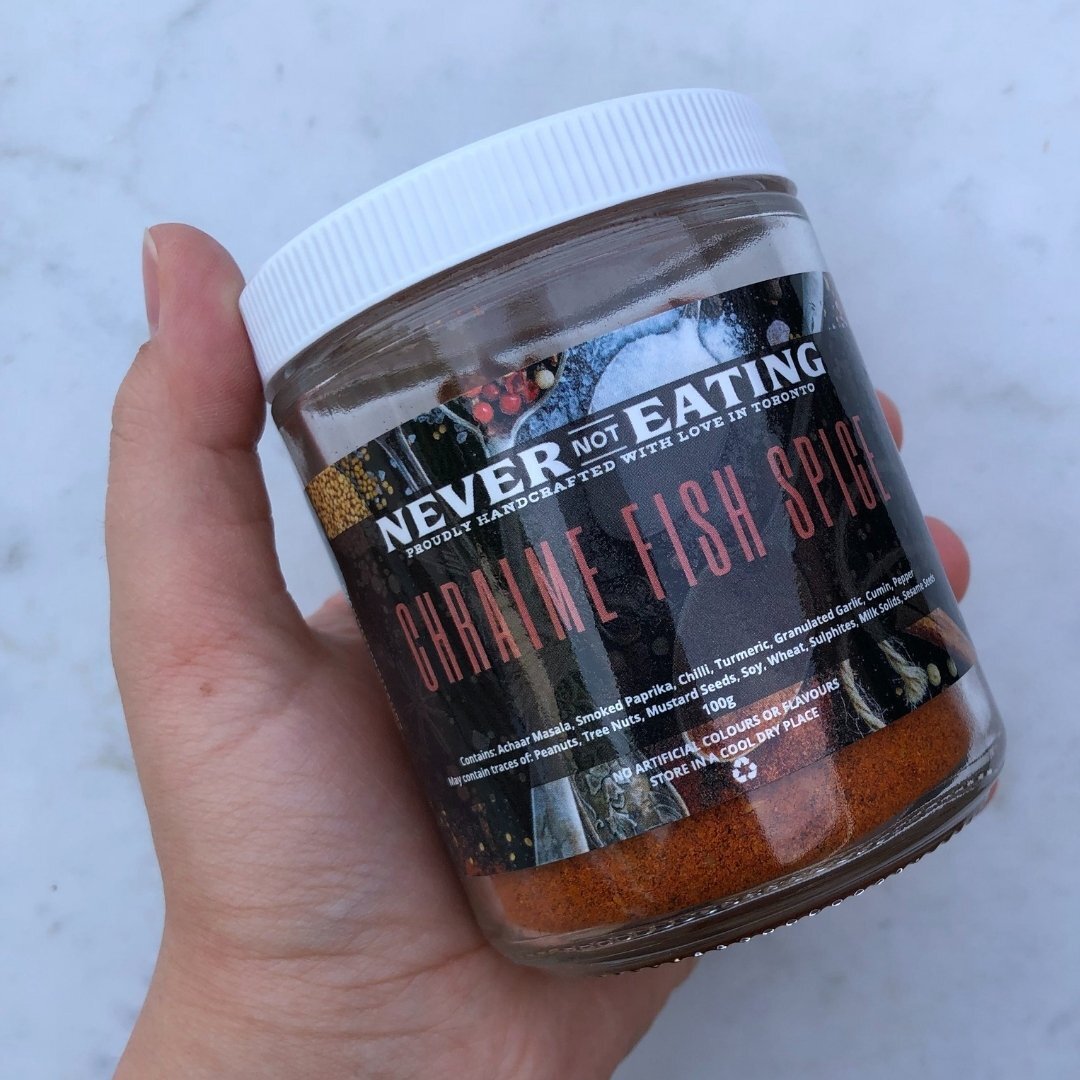 NEVER NOT EATING
PROUDLY HANDCRAFTED WITH LOVE IN TORONTO
CHRAIME FISH SPICE
Contains: Achaar Masala, Smoked Paprika, Chilli, Turmeric, Granulated Garlic, Cumin, Pepper
May contain traces of: Peanuts, Tree Nuts, Mustard Seeds, Soy, Wheat, Sulphites, Milk Solids, Sesame Seeds
100g
NO ARTIFICIAL COLOURS OR FLAVOURS
STORE IN A COOL DRY PLACE